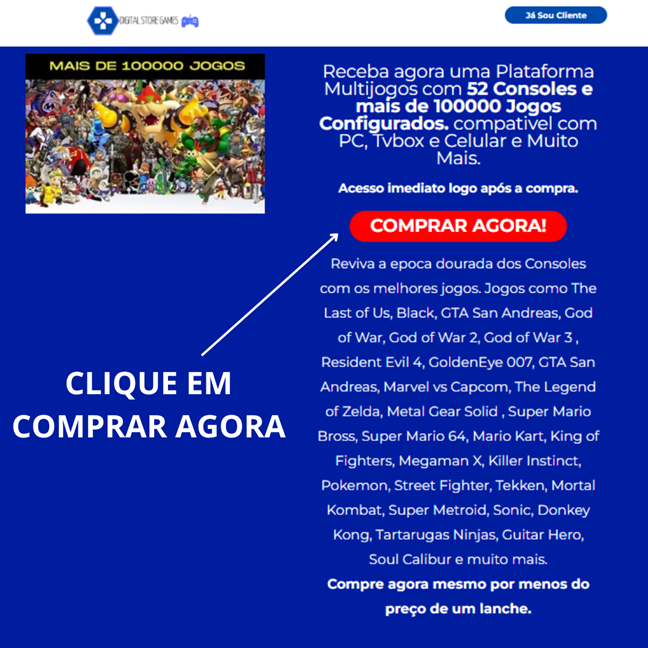 DIGITAL STORE GAMES
Já Sou Cliente
MAIS DE 100000 JOGOS
Receba agora uma Plataforma
Multijogos com 52 Consoles e
mais de 100000 Jogos
Configurados. compativel com
PC, Tvbox e Celular e Muito
Mais.
Acesso imediato logo após a compra.
COMPRAR AGORA!
Reviva a epoca dourada dos Consoles
com os melhores jogos. Jogos como The
Last of Us, Black, GTA San Andreas, God
of War, God of War 2, God of War 3 ,
Resident Evil 4, GoldenEye 007, GTA San
Andreas, Marvel vs Capcom, The Legend
of Zelda, Metal Gear Solid , Super Mario
Bross, Super Mario 64, Mario Kart, King of
Fighters, Megaman X, Killer Instinct,
Pokemon, Street Fighter, Tekken, Mortal
Kombat, Super Metroid, Sonic, Donkey
Kong, Tartarugas Ninjas, Guitar Hero,
Soul Calibur e muito mais.
Compre agora mesmo por menos do
preço de um lanche.
CLIQUE EM
COMPRAR AGORA